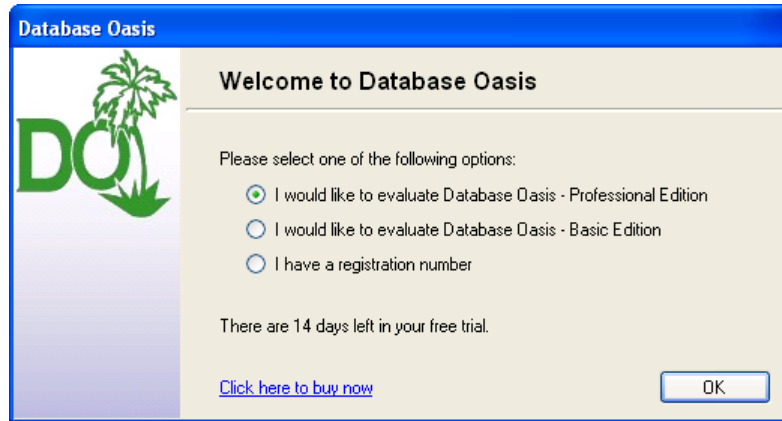 Database Oasis
DO
Welcome to Database Oasis
Please select one of the following options:
I would like to evaluate Database Oasis - Professional Edition
I would like to evaluate Database Oasis - Basic Edition
I have a registration number
There are 14 days left in your free trial.
Click here to buy now
OK